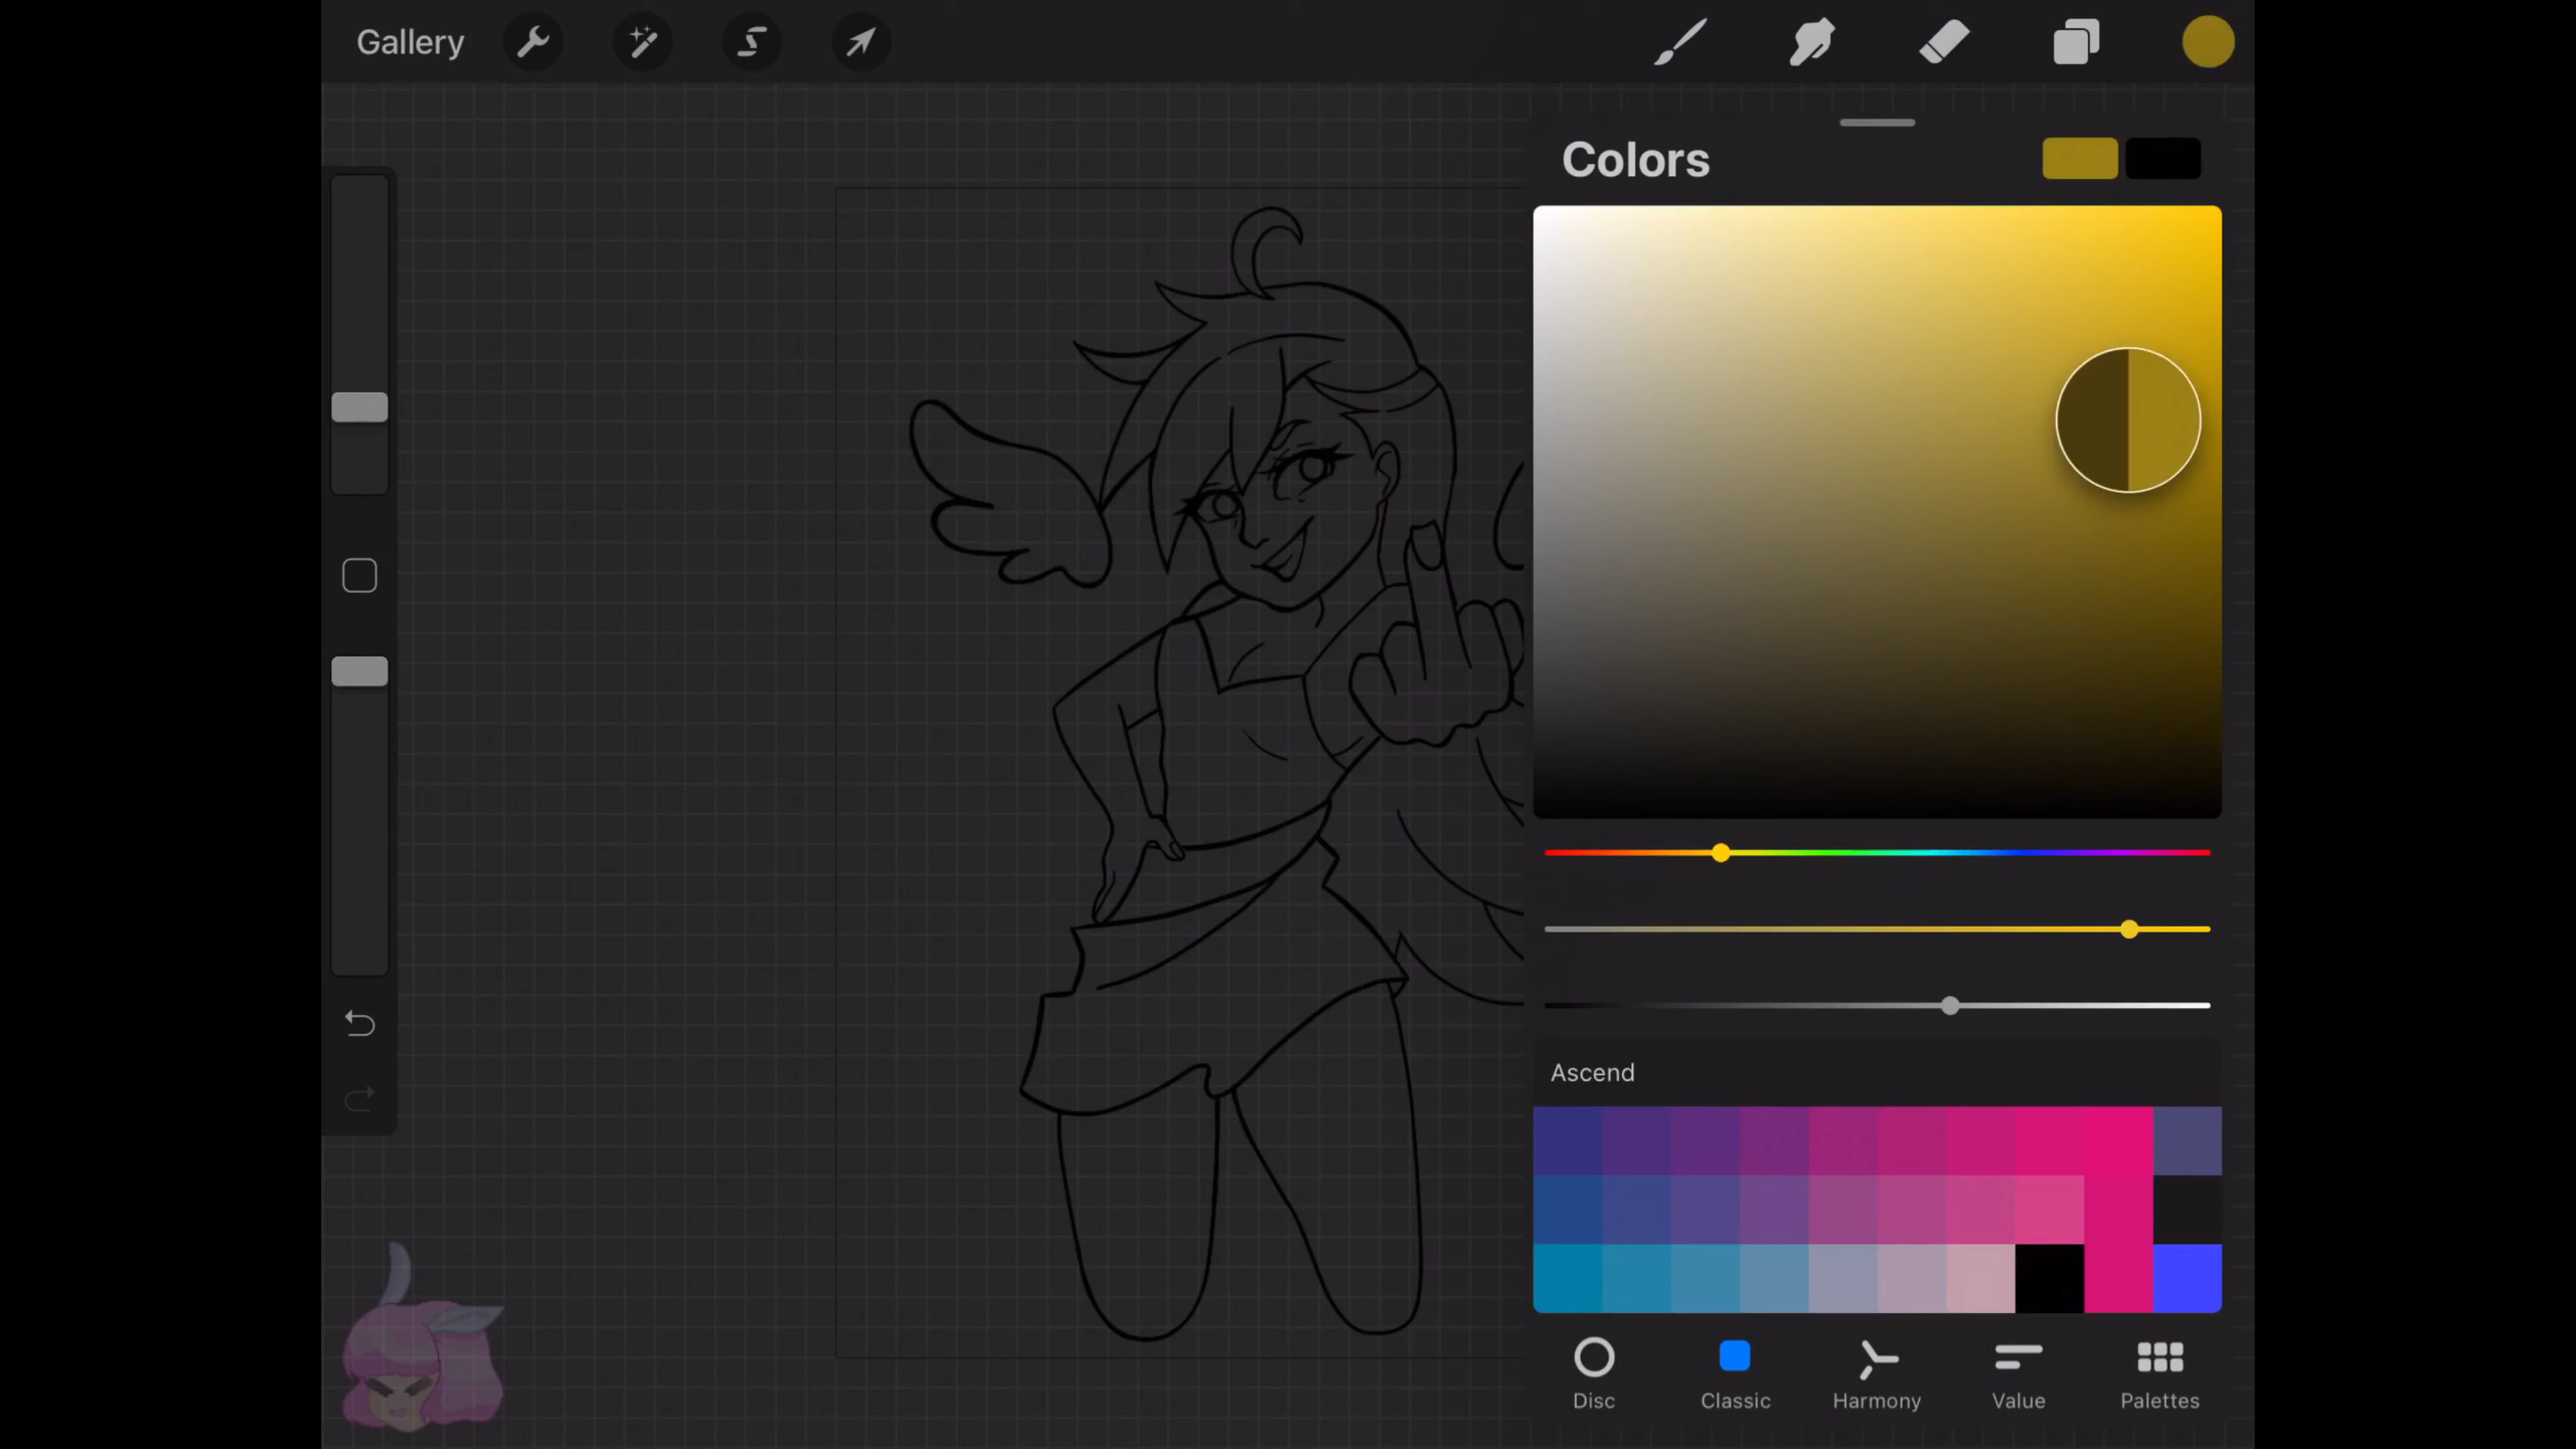 Gallery
Colors
Ascend
Disc
Classic
Harmony
Value
Palettes